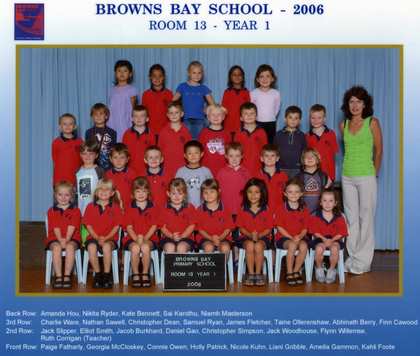 BROWNS BAY SCHOOL - 2006
ROOM 13 - YEAR 1
BROWNS BAY
PRIMARY SCHOOL
ROOM 13 YEAR 1
2006
Back Row: Amanda Hou, Nikita Ryder, Kate Bennett, Sai Kandhu, Niamh Masterson
3rd Row: Charlie Ware, Nathan Sawell, Christopher Dean, Samuel Ryan, James Fletcher, Taine Ollerenshaw, Abhinath Berry, Finn Cawood
2nd Row: Jack Slipper, Elliot Smith, Jacob Burkhard, Daniel Gao, Christopher Simpson, Jack Woodhouse, Flynn Willemse,
Ruth Corrigan (Teacher)
Front Row: Paige Fatharly, Georgia McCloskey, Connie Owen, Holly Patrick, Nicole Kuhn, Liani Gribble, Amelia Gammon, Kahli Foote